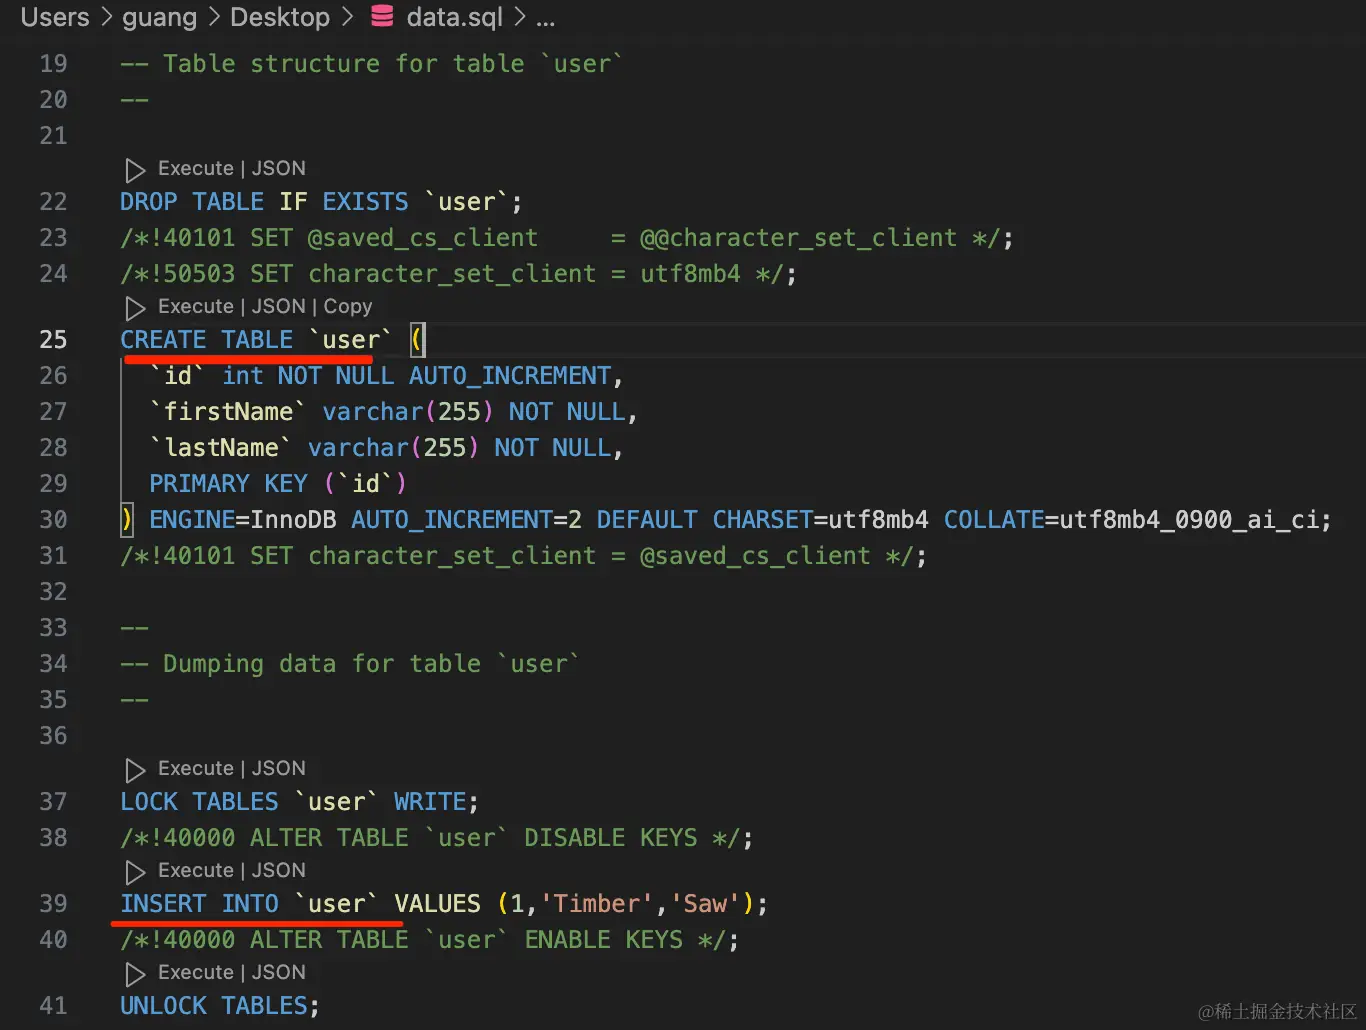 Users > guang > Desktop > data.sql > ...
19 -- Table structure for table `user`
20 --
21
Execute | JSON
22 DROP TABLE IF EXISTS `user`;
23 /*!40101 SET @saved_cs_client     = @@character_set_client */;
24 /*!50503 SET character_set_client = utf8mb4 */;
Execute | JSON | Copy
25 CREATE TABLE `user` (
26   `id` int NOT NULL AUTO_INCREMENT,
27   `firstName` varchar(255) NOT NULL,
28   `lastName` varchar(255) NOT NULL,
29   PRIMARY KEY (`id`)
30 ) ENGINE=InnoDB AUTO_INCREMENT=2 DEFAULT CHARSET=utf8mb4 COLLATE=utf8mb4_0900_ai_ci;
31 /*!40101 SET character_set_client = @saved_cs_client */;
32
33 --
34 -- Dumping data for table `user`
35 --
36
Execute | JSON
37 LOCK TABLES `user` WRITE;
38 /*!40000 ALTER TABLE `user` DISABLE KEYS */;
Execute | JSON
39 INSERT INTO `user` VALUES (1,'Timber','Saw');
40 /*!40000 ALTER TABLE `user` ENABLE KEYS */;
Execute | JSON
41 UNLOCK TABLES;
@稀土掘金技术社区